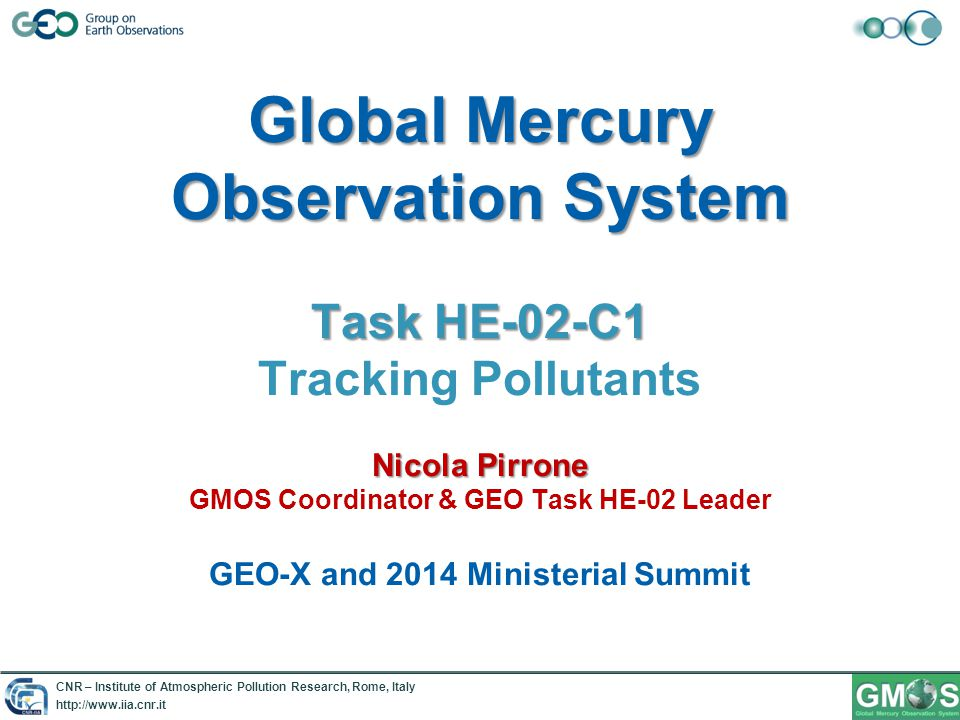 GEO Group on
Earth Observations
Global Mercury
Observation System
Task HE-02-C1
Tracking Pollutants
Nicola Pirrone
GMOS Coordinator & GEO Task HE-02 Leader
GEO-X and 2014 Ministerial Summit
CNR – Institute of Atmospheric Pollution Research, Rome, Italy
http://www.iia.cnr.it
CNR-IIA
GMOS
Global Mercury Observation System